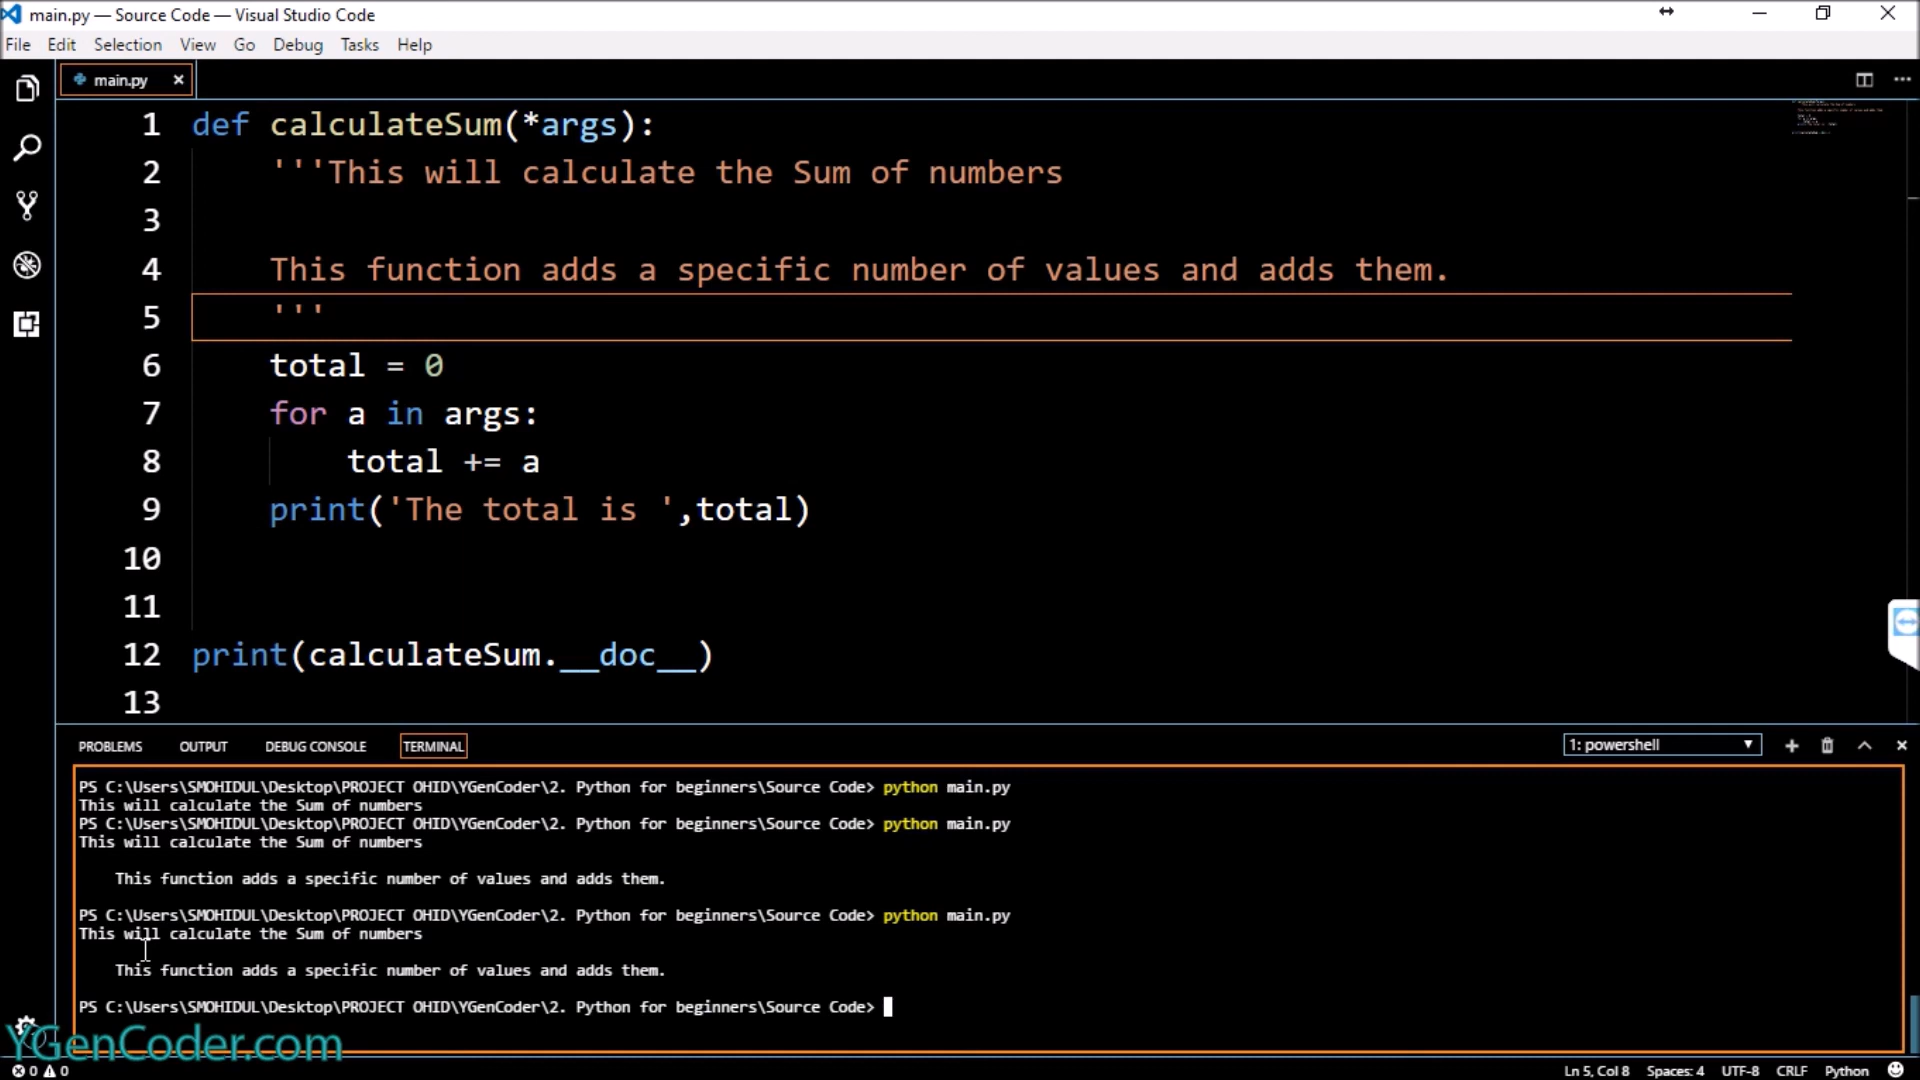 main.py — Source Code — Visual Studio Code
File Edit Selection View Go Debug Tasks Help
main.py
1 def calculateSum(*args):
2 '''This will calculate the Sum of numbers
3
4 This function adds a specific number of values and adds them.
5 '''
6 total = 0
7 for a in args:
8 total += a
9 print('The total is ',total)
10
11
12 print(calculateSum.__doc__)
13
PROBLEMS OUTPUT DEBUG CONSOLE TERMINAL 1: powershell
PS C:\Users\SMOHIDUL\Desktop\PROJECT OHID\YGenCoder\2. Python for beginners\Source Code> python main.py
This will calculate the Sum of numbers
PS C:\Users\SMOHIDUL\Desktop\PROJECT OHID\YGenCoder\2. Python for beginners\Source Code> python main.py
This will calculate the Sum of numbers
This function adds a specific number of values and adds them.
PS C:\Users\SMOHIDUL\Desktop\PROJECT OHID\YGenCoder\2. Python for beginners\Source Code> python main.py
This will calculate the Sum of numbers
This function adds a specific number of values and adds them.
PS C:\Users\SMOHIDUL\Desktop\PROJECT OHID\YGenCoder\2. Python for beginners\Source Code>
YGenCoder.com
0 0 Ln 5, Col 8 Spaces: 4 UTF-8 CRLF Python